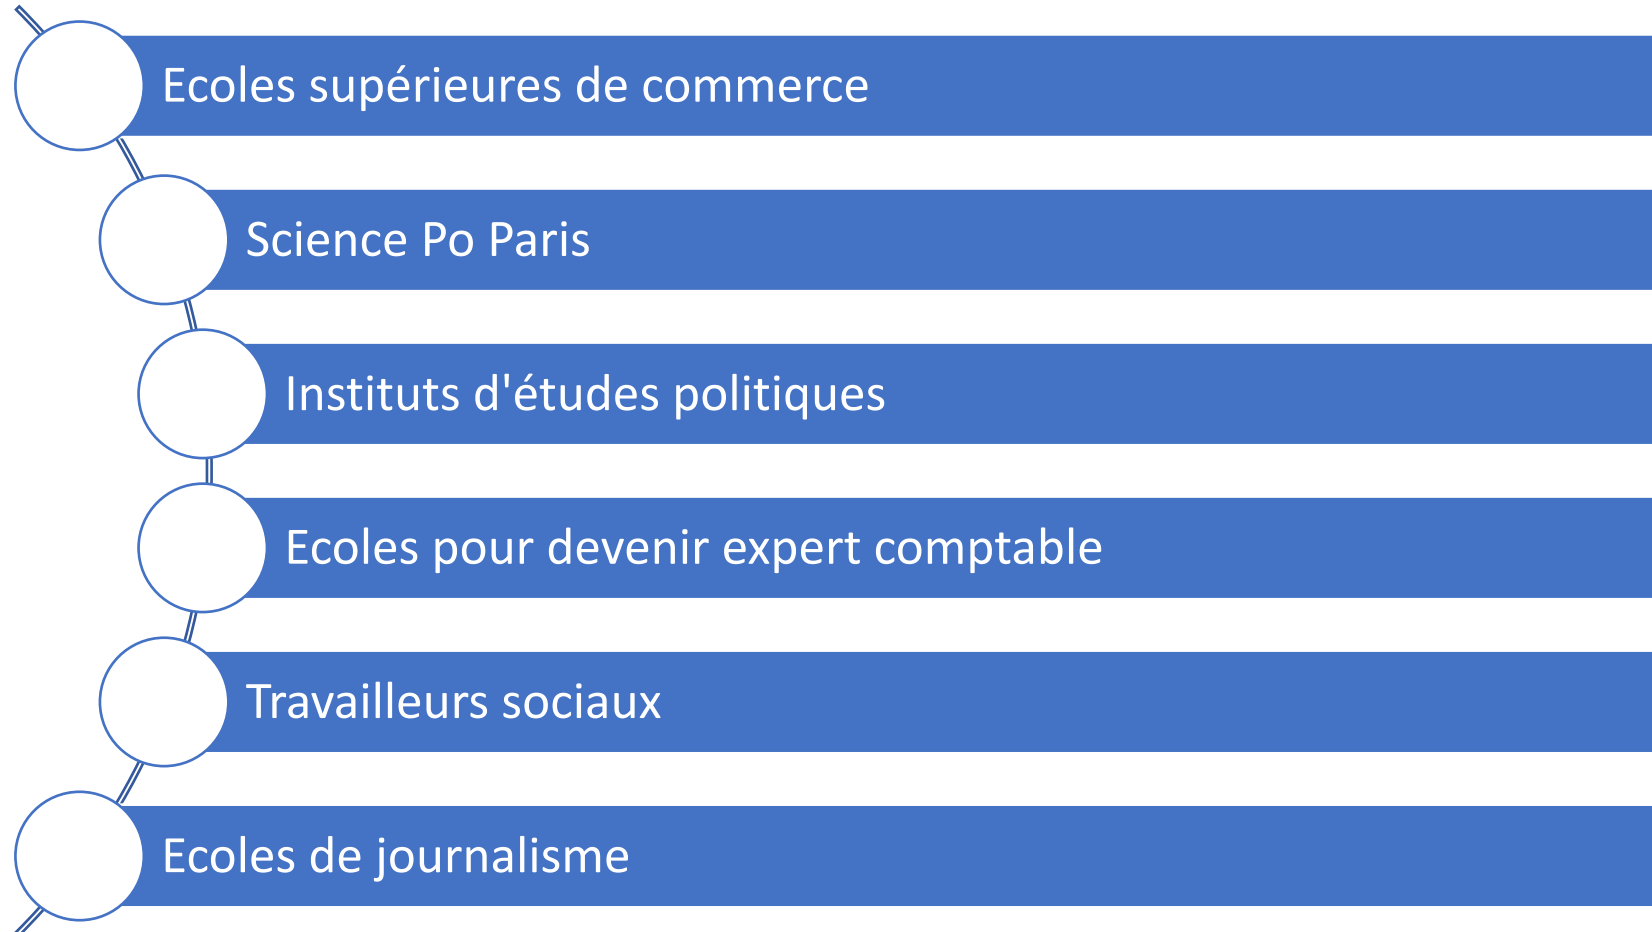 Ecoles supérieures de commerce
Science Po Paris
Instituts d'études politiques
Ecoles pour devenir expert comptable
Travailleurs sociaux
Ecoles de journalisme